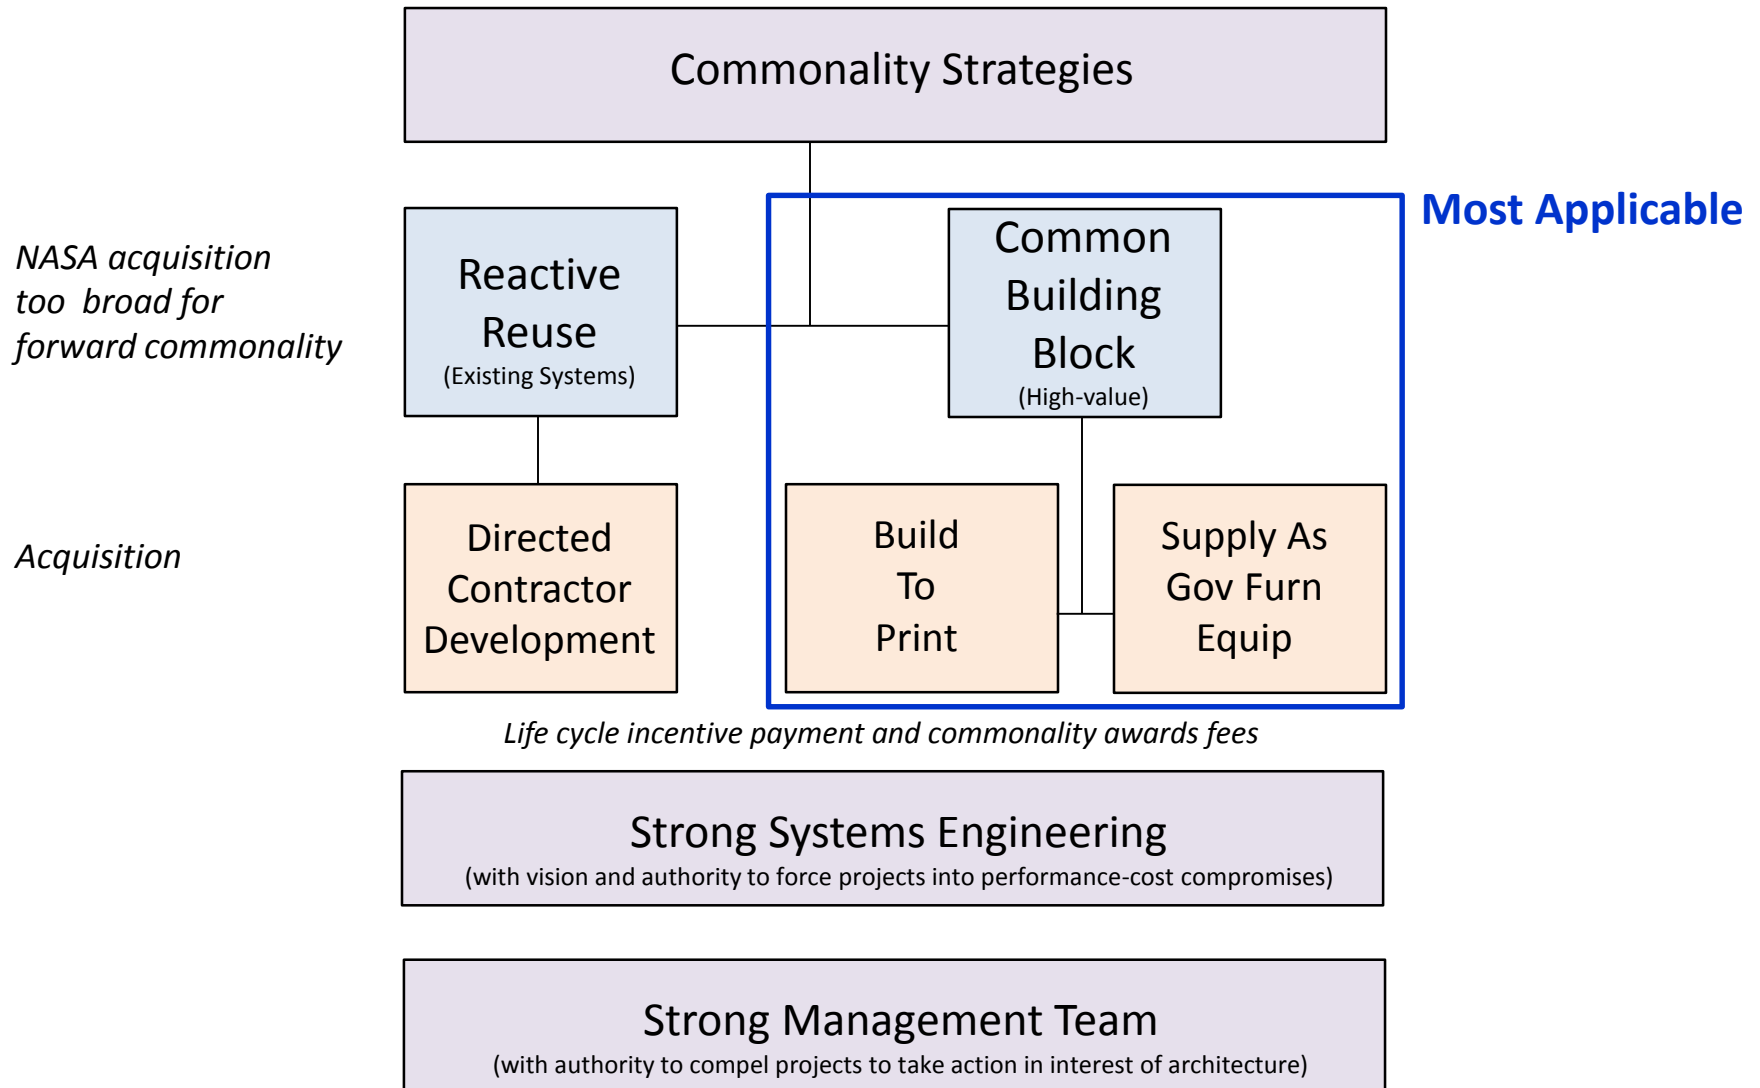 Commonality Strategies
Most Applicable
NASA acquisition
too  broad for
forward commonality
Reactive
Reuse
(Existing Systems)
Common
Building
Block
(High-value)
Acquisition
Directed
Contractor
Development
Build
To
Print
Supply As
Gov Furn
Equip
Life cycle incentive payment and commonality awards fees
Strong Systems Engineering
(with vision and authority to force projects into performance-cost compromises)
Strong Management Team
(with authority to compel projects to take action in interest of architecture)